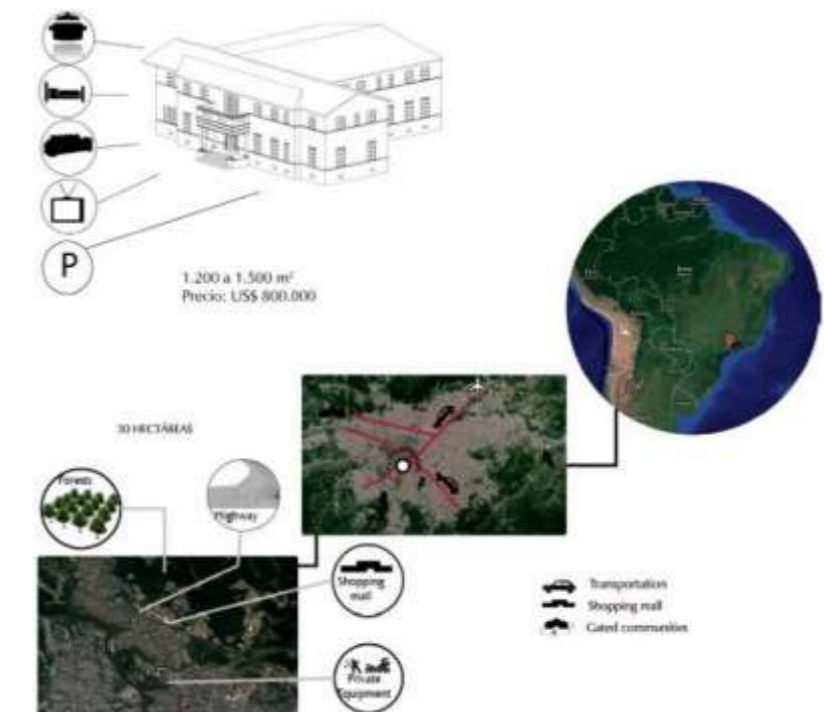 P
1.200 a 1.500 m²
Precio: US$ 800.000
30 HECTÁREAS
Forests
Highway
Shopping
mall
Private
Equipment
Transportation
Shopping mall
Gated communities